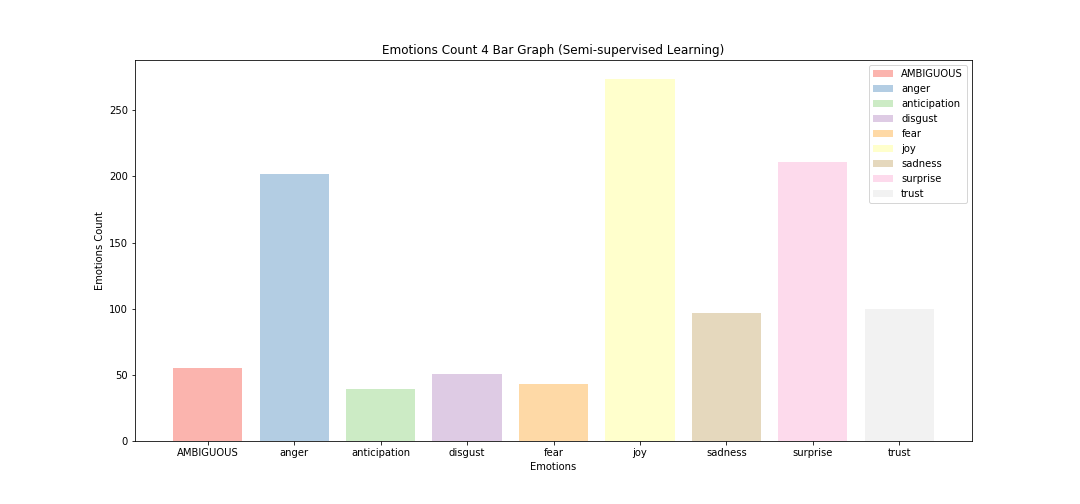 Emotions Count 4 Bar Graph (Semi-supervised Learning)
AMBIGUOUS
anger
anticipation
disgust
fear
joy
sadness
surprise
trust
250
200
150
100
50
0
Emotions Count
AMBIGUOUS anger anticipation disgust fear joy sadness surprise trust
Emotions